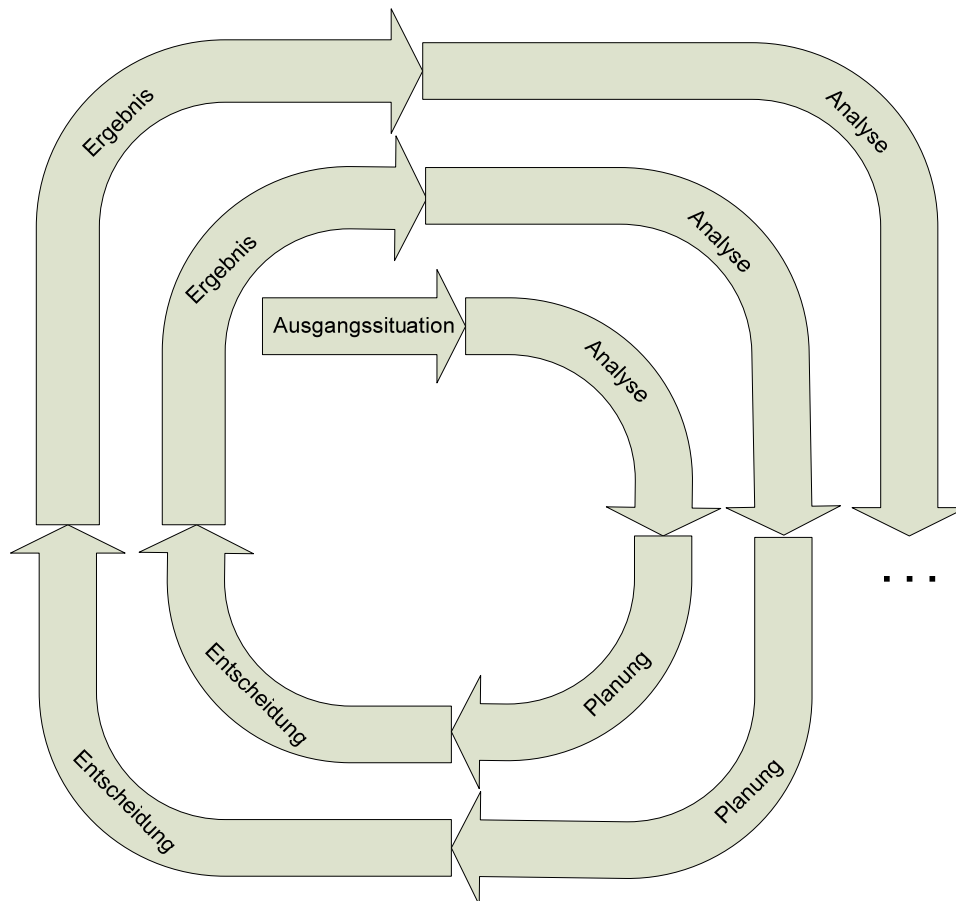 Ergebnis
Analyse
Ergebnis
Analyse
Ausgangssituation
Analyse
. . .
Entscheidung
Planung
Entscheidung
Planung